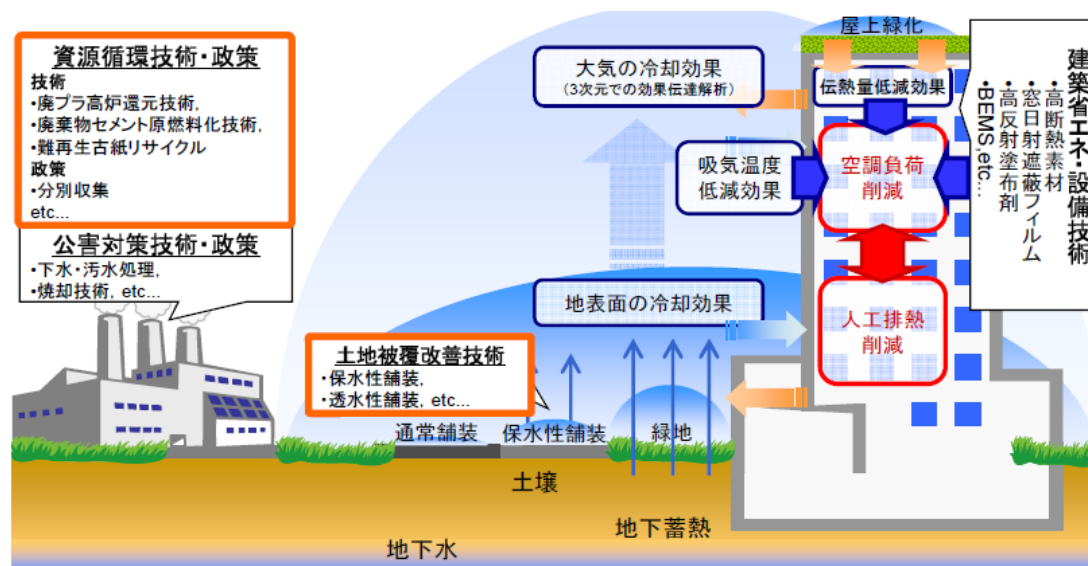 資源循環技術・政策
技術
・廃プラ高炉還元技術,
・廃棄物セメント原燃料化技術,
・難再生古紙リサイクル
政策
・分別収集
etc...
公害対策技術・政策
・下水・汚水処理,
・焼却技術, etc...
大気の冷却効果
(3次元での効果伝達解析)
屋上緑化
伝熱量低減効果
吸気温度
低減効果
空調負荷
削減
建築省エネ・設備技術
・高断熱素材
・窓日射遮蔽フィルム
・高反射塗布剤
・BEMS,etc...
地表面の冷却効果
人工排熱
削減
土地被覆改善技術
・保水性舗装,
・透水性舗装, etc...
通常舗装
保水性舗装
緑地
土壌
地下蓄熱
地下水